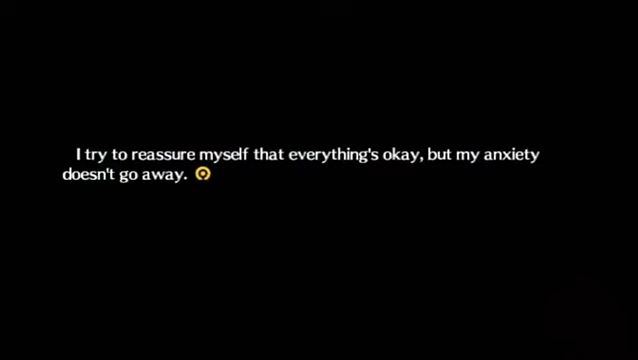 I try to reassure myself that everything's okay, but my anxiety
doesn't go away.